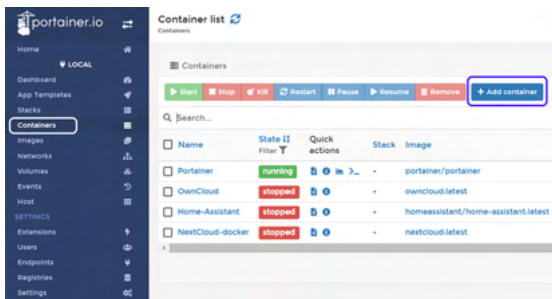 portainer.io
Home
LOCAL
Dashboard
App Templates
Stacks
Containers
Images
Networks
Volumes
Events
Host
SETTINGS
Extensions
Users
Endpoints
Registries
Settings
Container list
Containers
Containers
Start Stop Kill Restart Pause Resume Remove + Add container
Search...
Name State Filter Quick actions Stack Image
Portainer running - portainer/portainer
OwnCloud stopped - owncloud:latest
Home-Assistant stopped - homeassistant/home-assistant:latest
NextCloud-docker stopped - nextcloud:latest